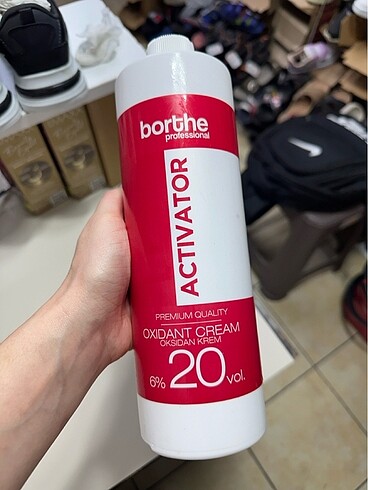 borthe
professional
ACTIVATOR
PREMIUM QUALITY
OXIDANT CREAM
OKSIDAN KREM
6% 20 vol.